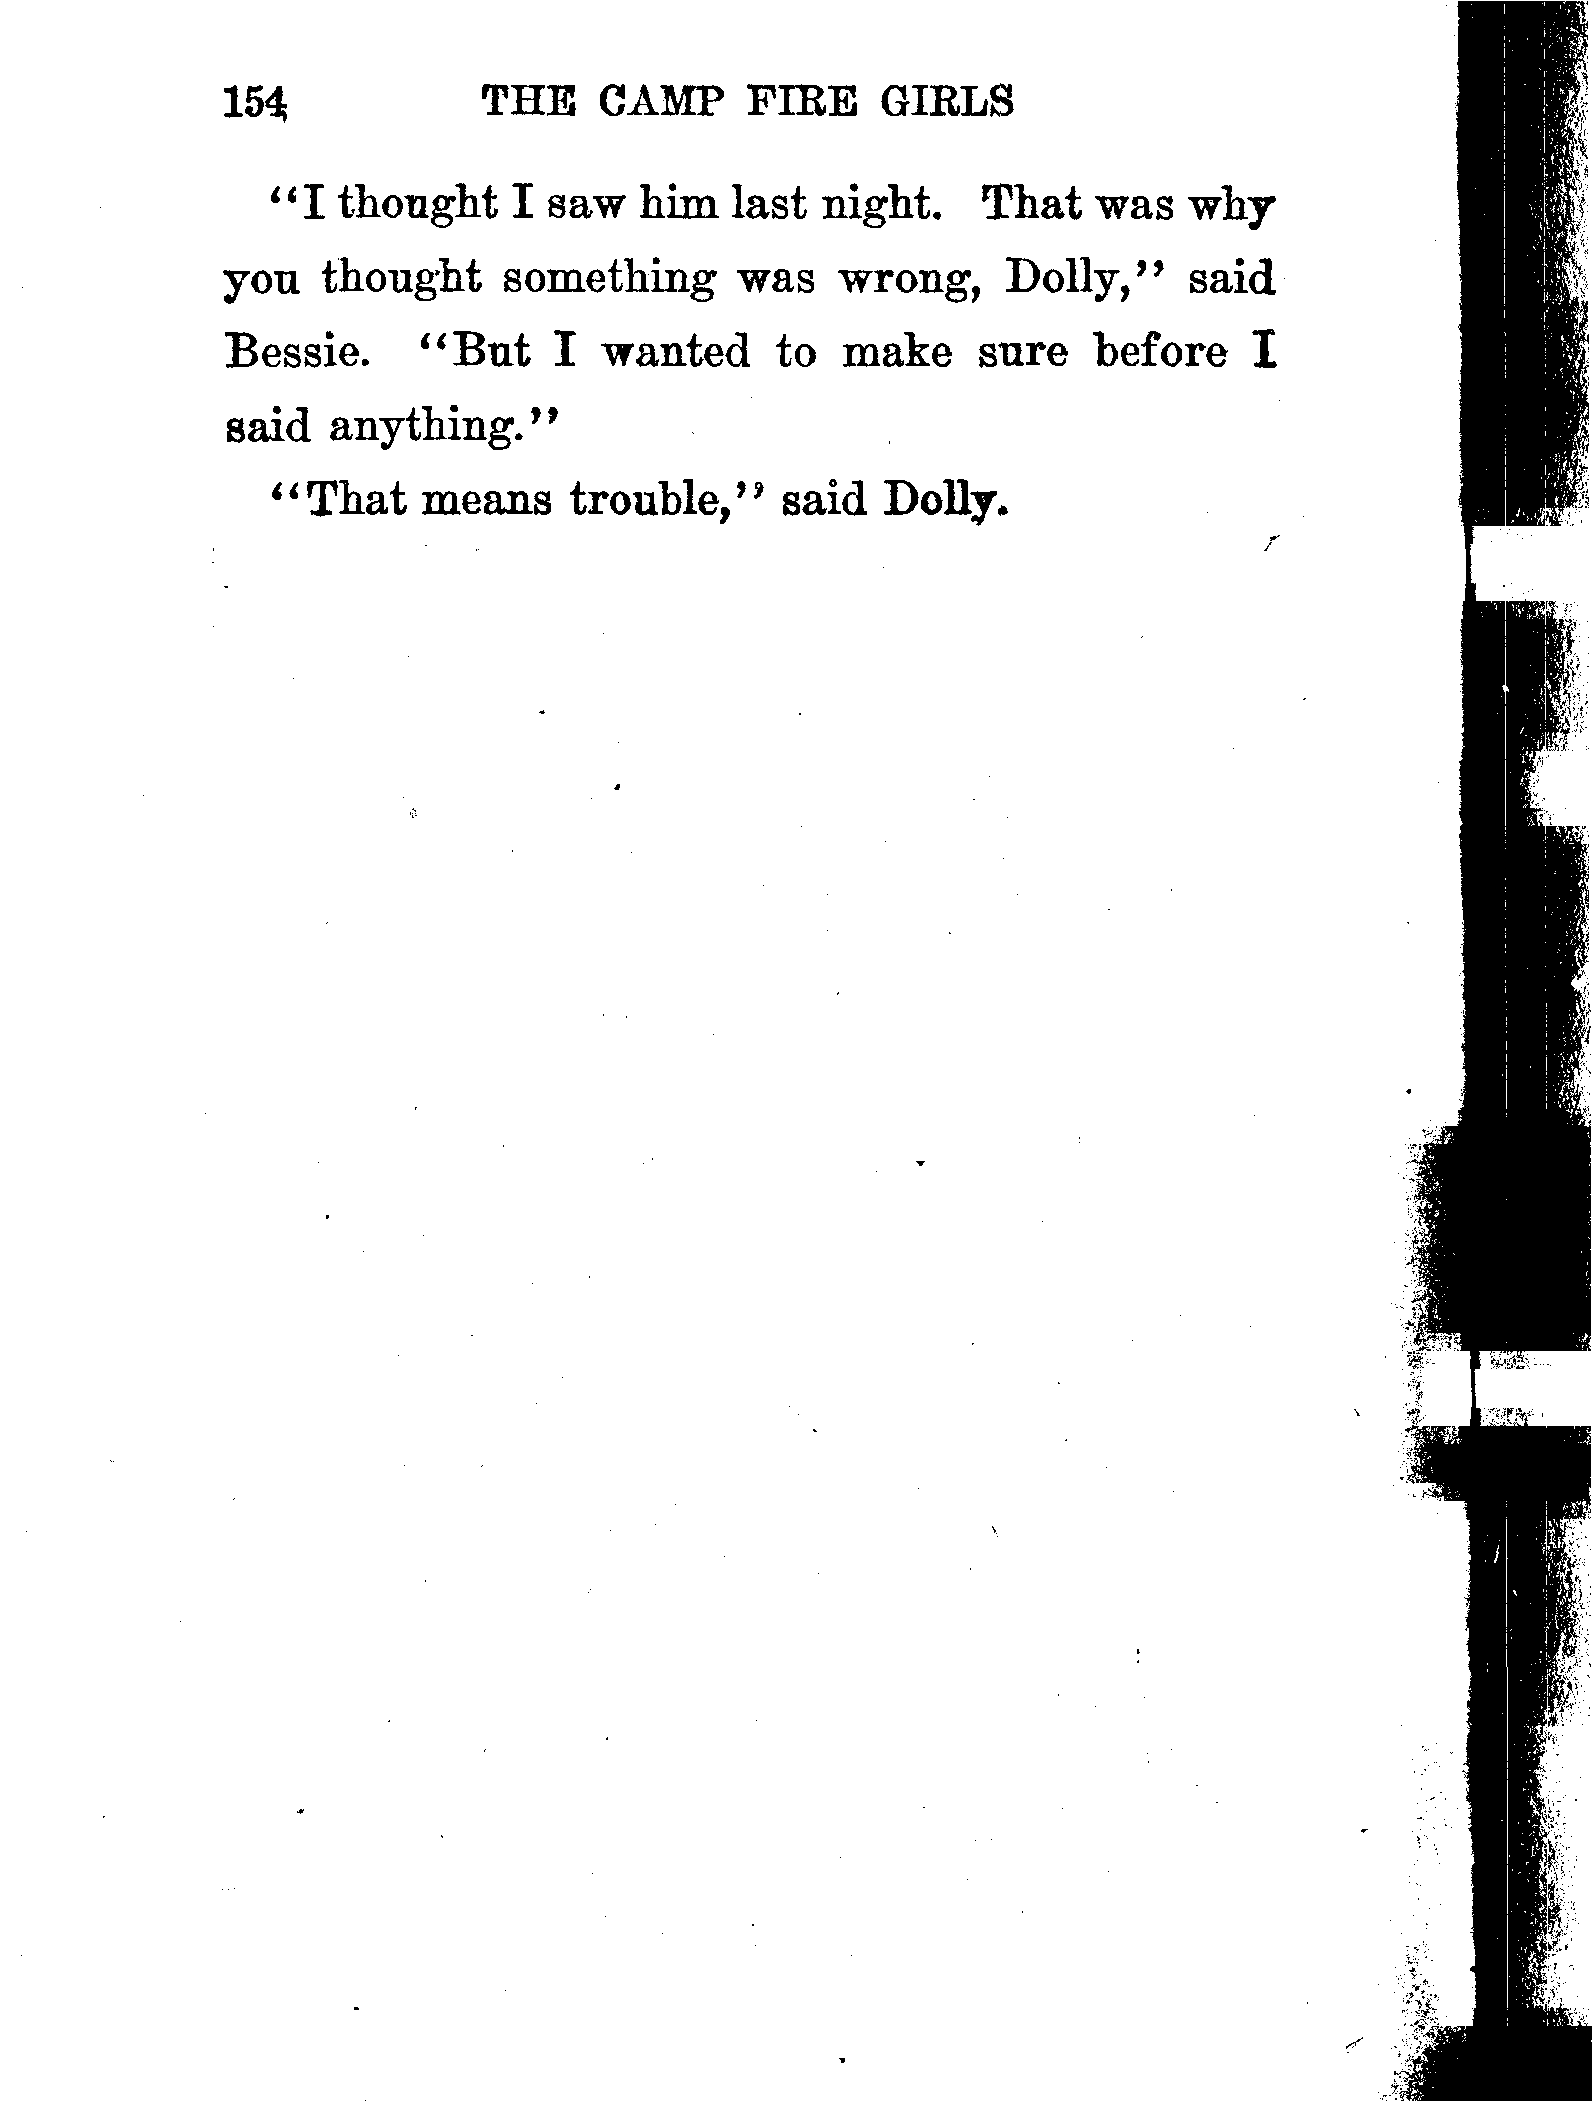 154 THE CAMP FIRE GIRLS
“I thought I saw him last night. That was why
you thought something was wrong, Dolly,” said
Bessie. “But I wanted to make sure before I
said anything.”
“That means trouble,” said Dolly.